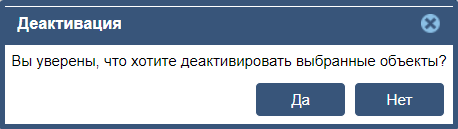 Деактивация
Вы уверены, что хотите деактивировать выбранные объекты?
Да Нет